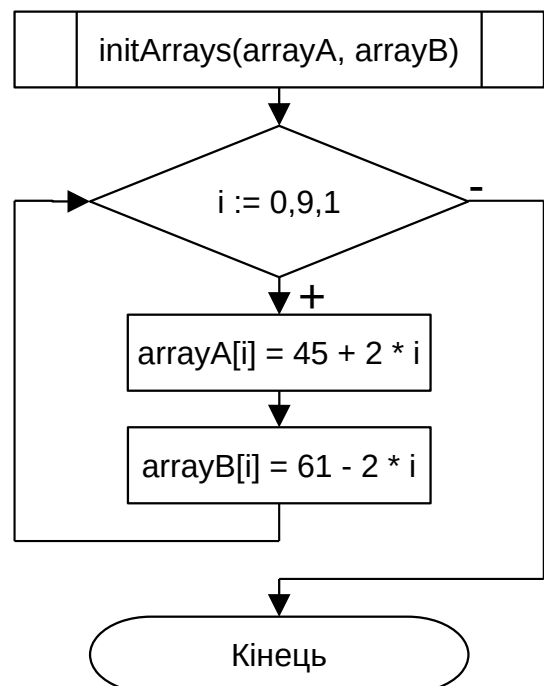 initArrays(arrayA, arrayB)
i := 0,9,1
-
+
arrayA[i] = 45 + 2 * i
arrayB[i] = 61 - 2 * i
Кінець